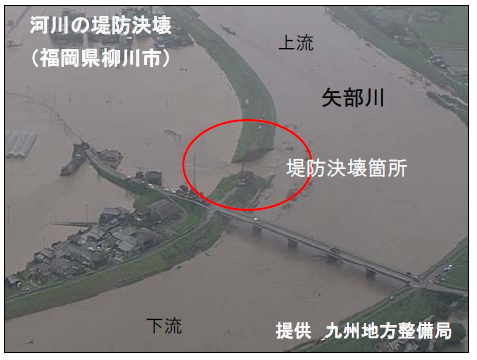 河川の堤防決壊
（福岡県柳川市）
上流
矢部川
堤防決壊箇所
下流
提供　九州地方整備局